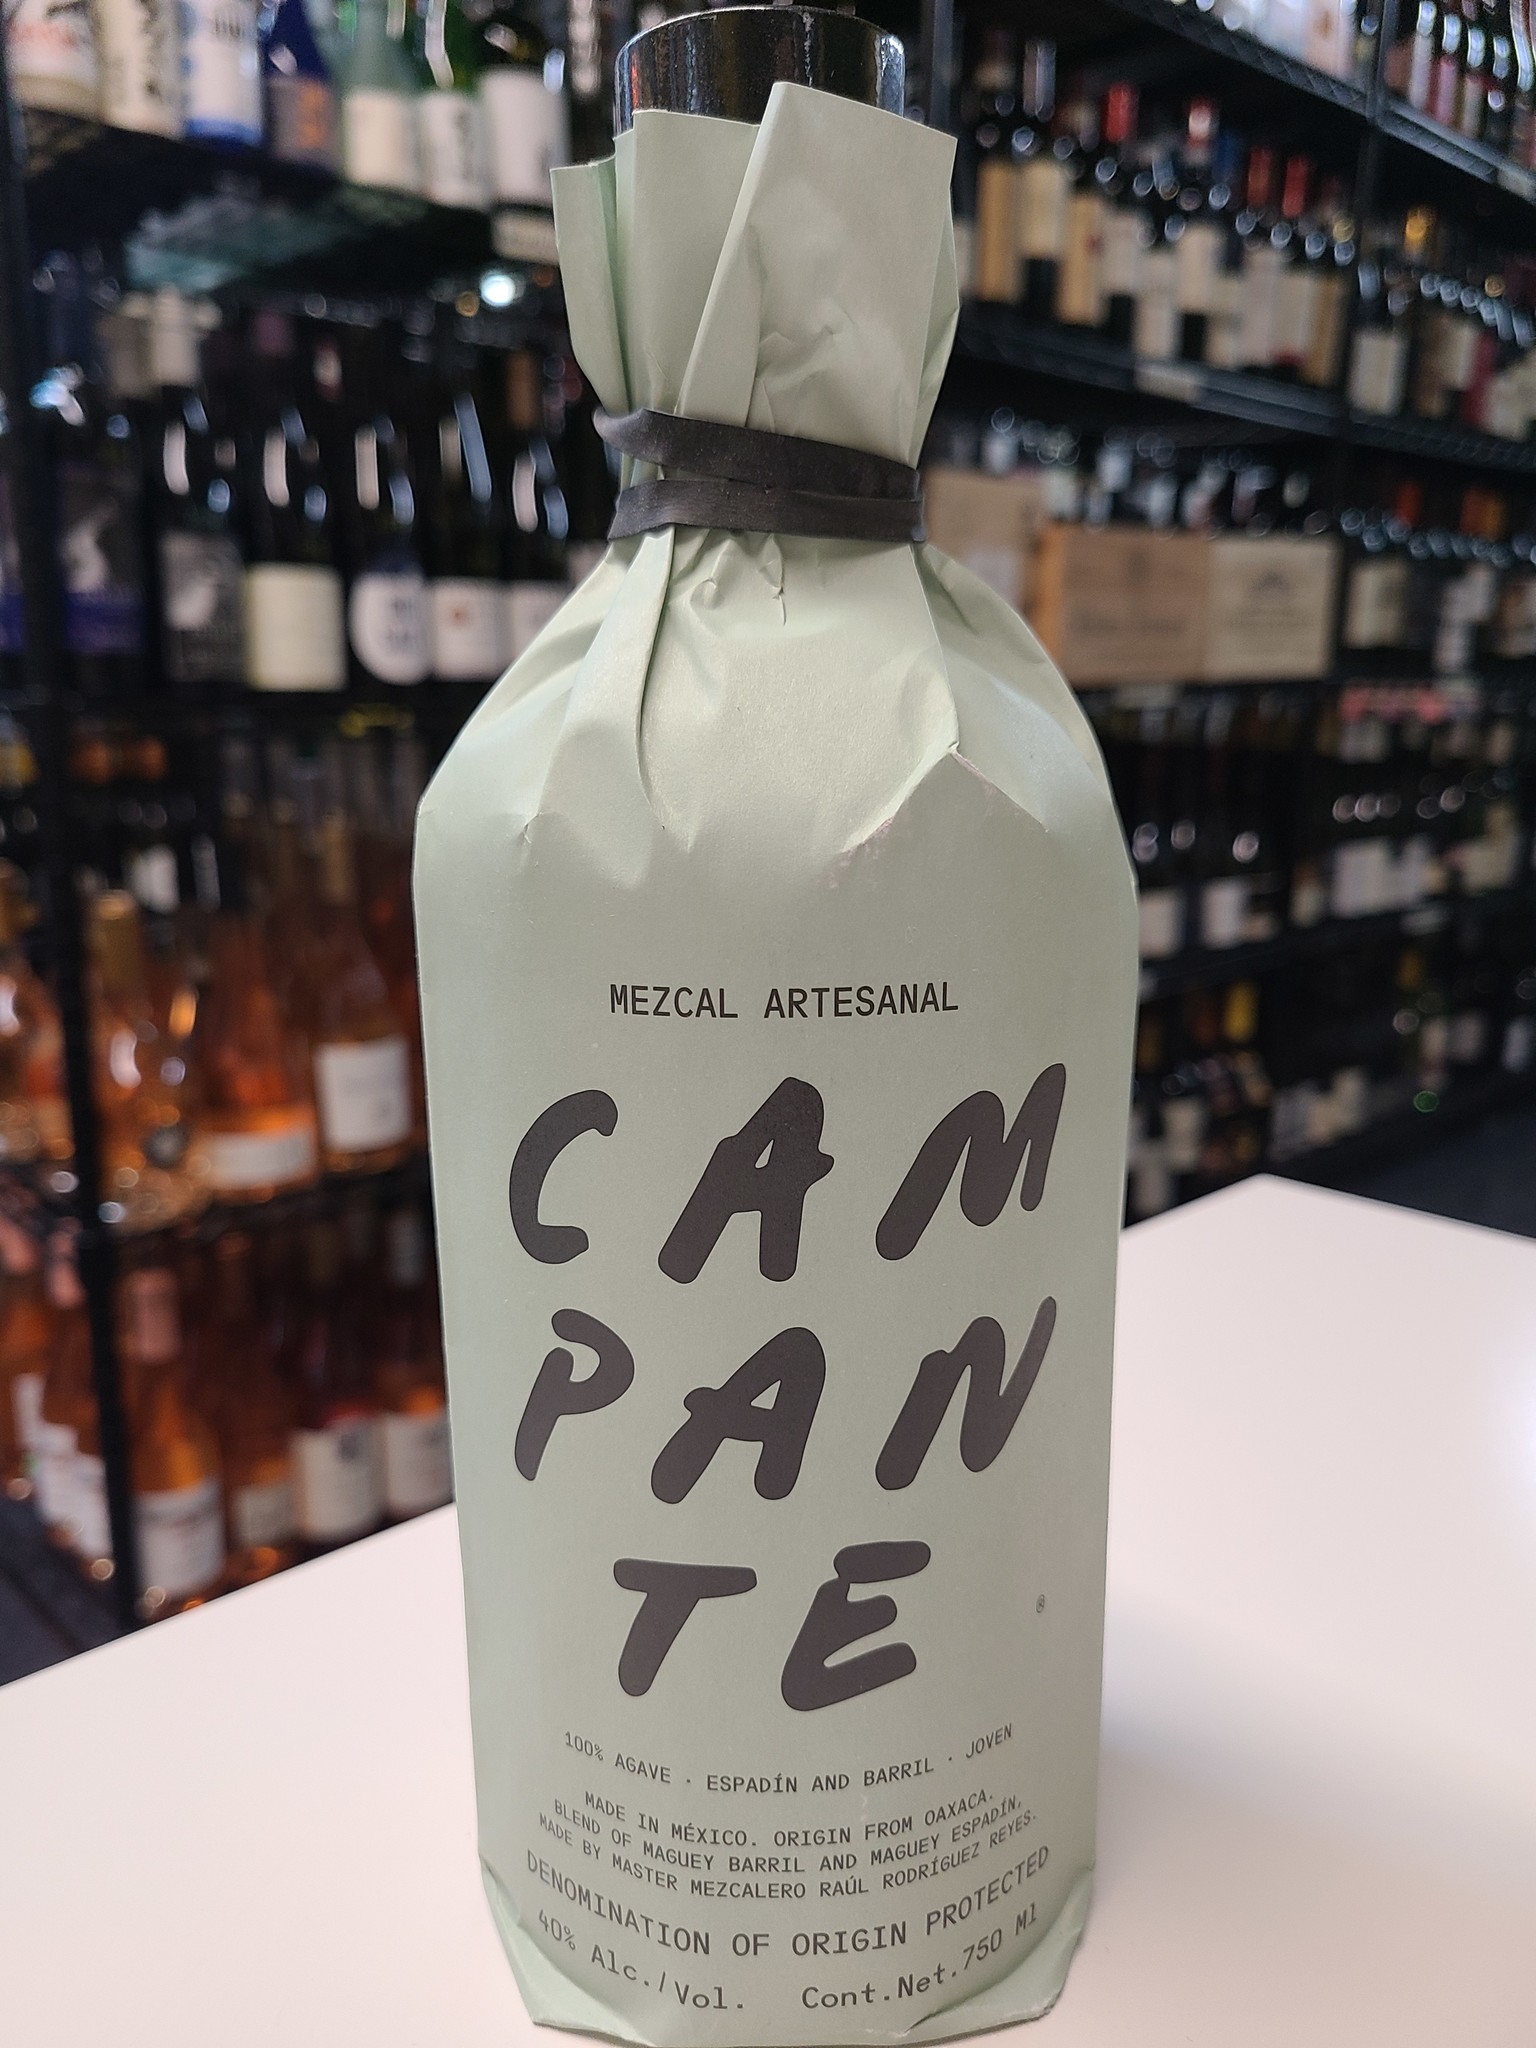 MEZCAL ARTESANAL
CAM
PAN
TE
®
100% AGAVE · ESPADÍN AND BARRIL · JOVEN
MADE IN MÉXICO. ORIGIN FROM OAXACA.
BLEND OF MAGUEY BARRIL AND MAGUEY ESPADÍN,
MADE BY MASTER MEZCALERO RAÚL RODRÍGUEZ REYES.
DENOMINATION OF ORIGIN PROTECTED
40% Alc./Vol. Cont.Net.750 Ml